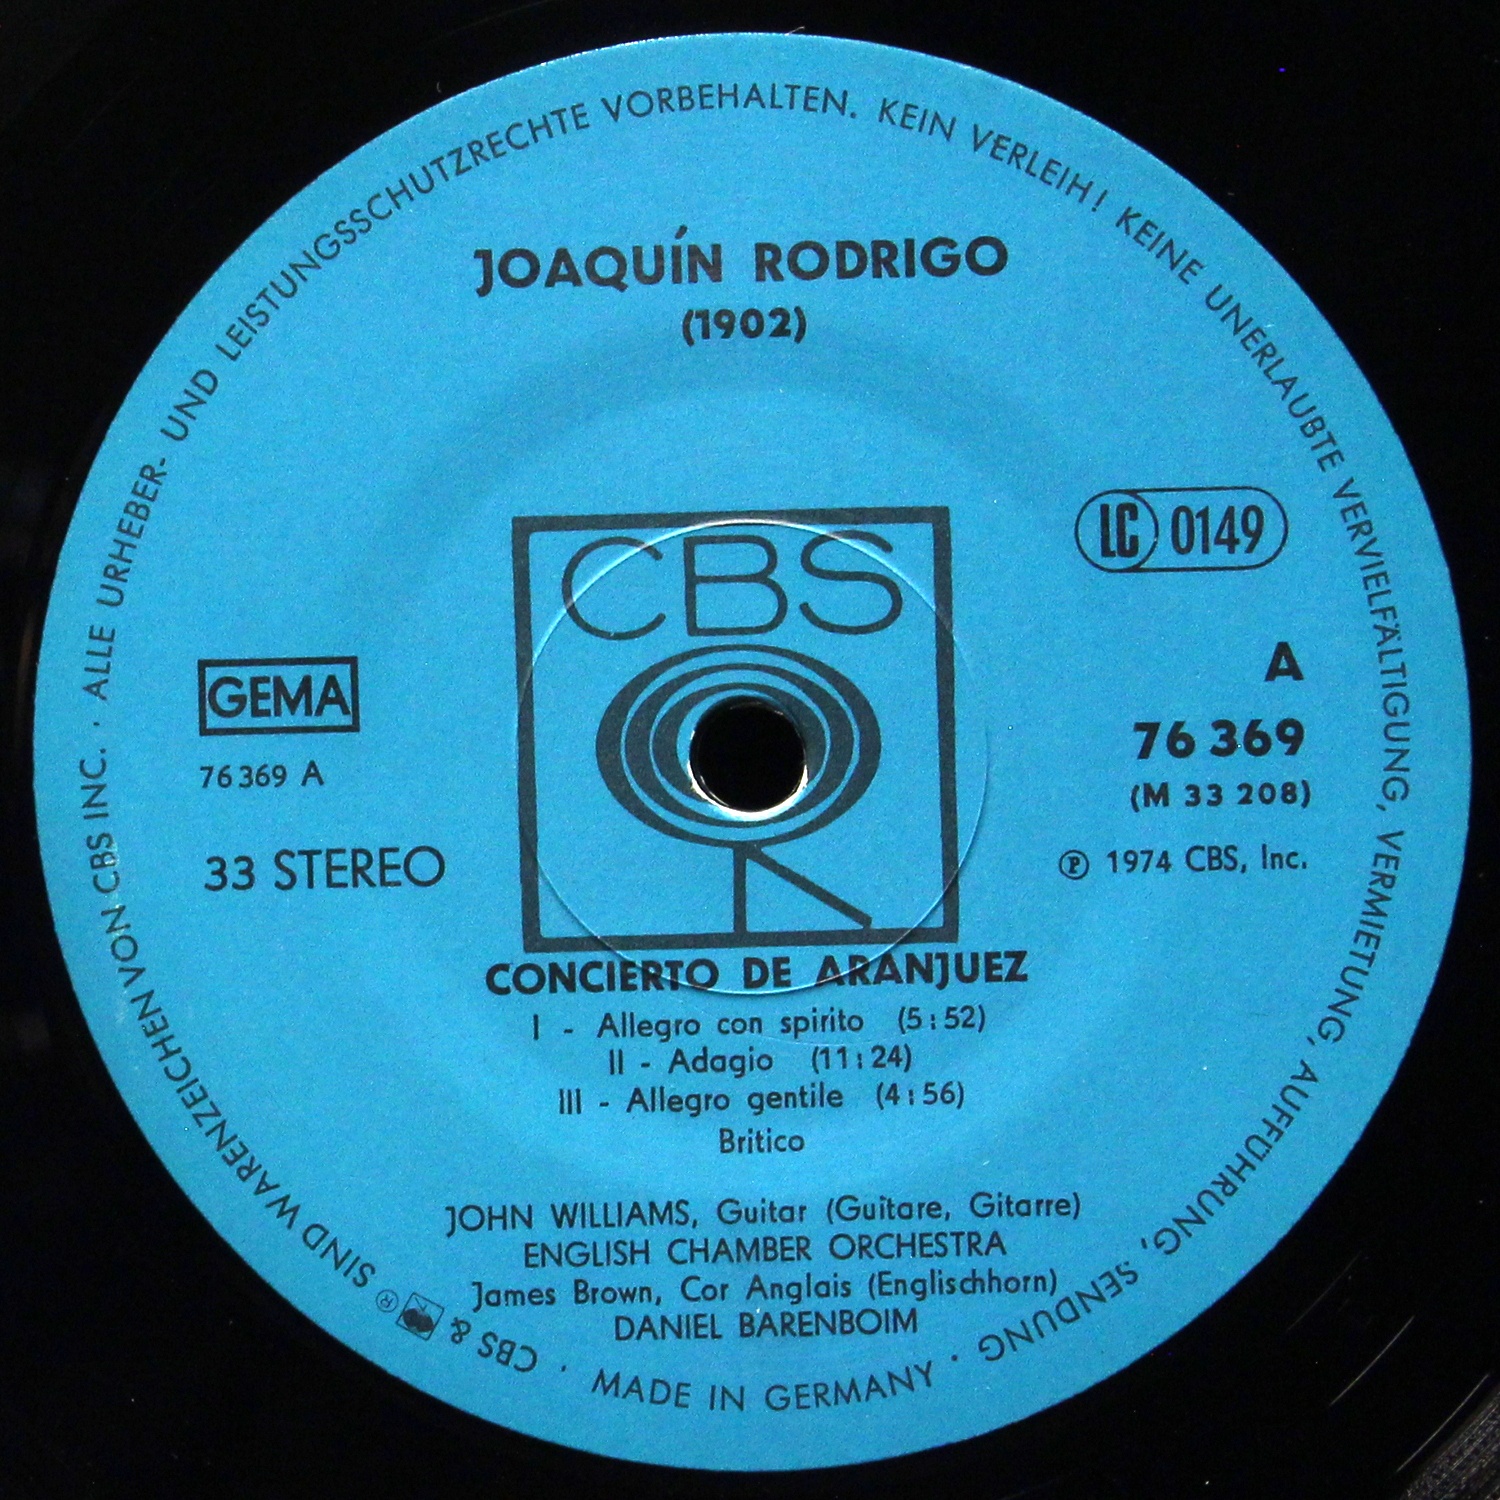 JOAQUÍN RODRIGO
(1902)
CBS
LC 0149
GEMA
76 369 A
33 STEREO
A
76 369
(M 33 208)
Ⓟ 1974 CBS, Inc.
CONCIERTO DE ARANJUEZ
I - Allegro con spirito (5:52)
II - Adagio (11:24)
III - Allegro gentile (4:56)
Britico
JOHN WILLIAMS, Guitar (Guitare, Gitarre)
ENGLISH CHAMBER ORCHESTRA
James Brown, Cor Anglais (Englischhorn)
DANIEL BARENBOIM
CBS & ® SIND WARENZEICHEN VON CBS INC. · ALLE URHEBER- UND LEISTUNGSSCHUTZRECHTE VORBEHALTEN. KEIN VERLEIH! KEINE UNERLAUBTE VERVIELFÄLTIGUNG, VERMIETUNG, AUFFÜHRUNG, SENDUNG · MADE IN GERMANY ·